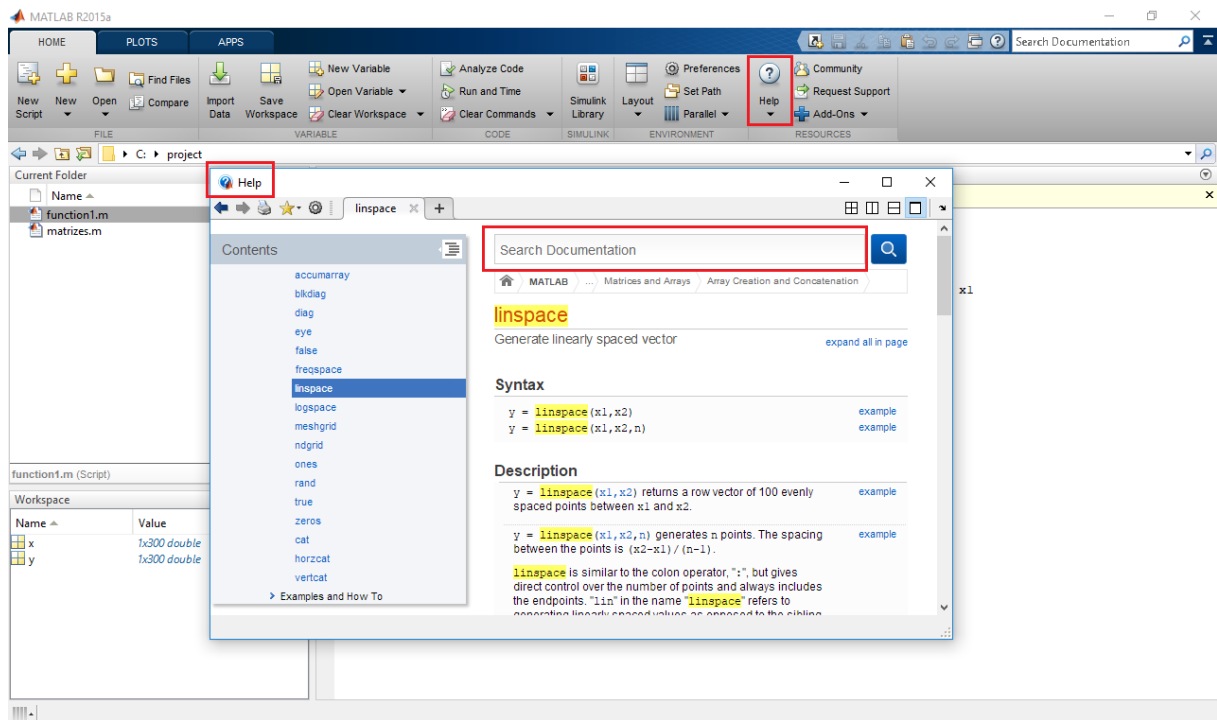 MATLAB R2015a
HOME PLOTS APPS
Search Documentation
New Script
New
Open
Find Files
Compare
Import Data
Save Workspace
New Variable
Open Variable
Clear Workspace
Analyze Code
Run and Time
Clear Commands
Simulink Library
Layout
Preferences
Set Path
Parallel
Help
Community
Request Support
Add-Ons
FILE VARIABLE CODE SIMULINK ENVIRONMENT RESOURCES
C: project
Current Folder
Name
function1.m
matrizes.m
function1.m (Script)
Workspace
Name Value
x 1x300 double
y 1x300 double
x1
Help
linspace
Contents
accumarray
blkdiag
diag
eye
false
freqspace
linspace
logspace
meshgrid
ndgrid
ones
rand
true
zeros
cat
horzcat
vertcat
Examples and How To
Search Documentation
MATLAB ... Matrices and Arrays Array Creation and Concatenation
linspace
Generate linearly spaced vector expand all in page
Syntax
y = linspace(x1,x2) example
y = linspace(x1,x2,n) example
Description
y = linspace(x1,x2) returns a row vector of 100 evenly example
spaced points between x1 and x2.
y = linspace(x1,x2,n) generates n points. The spacing example
between the points is (x2-x1)/(n-1).
linspace is similar to the colon operator, ":", but gives
direct control over the number of points and always includes
the endpoints. "lin" in the name "linspace" refers to
generating linearly spaced values as opposed to the sibling